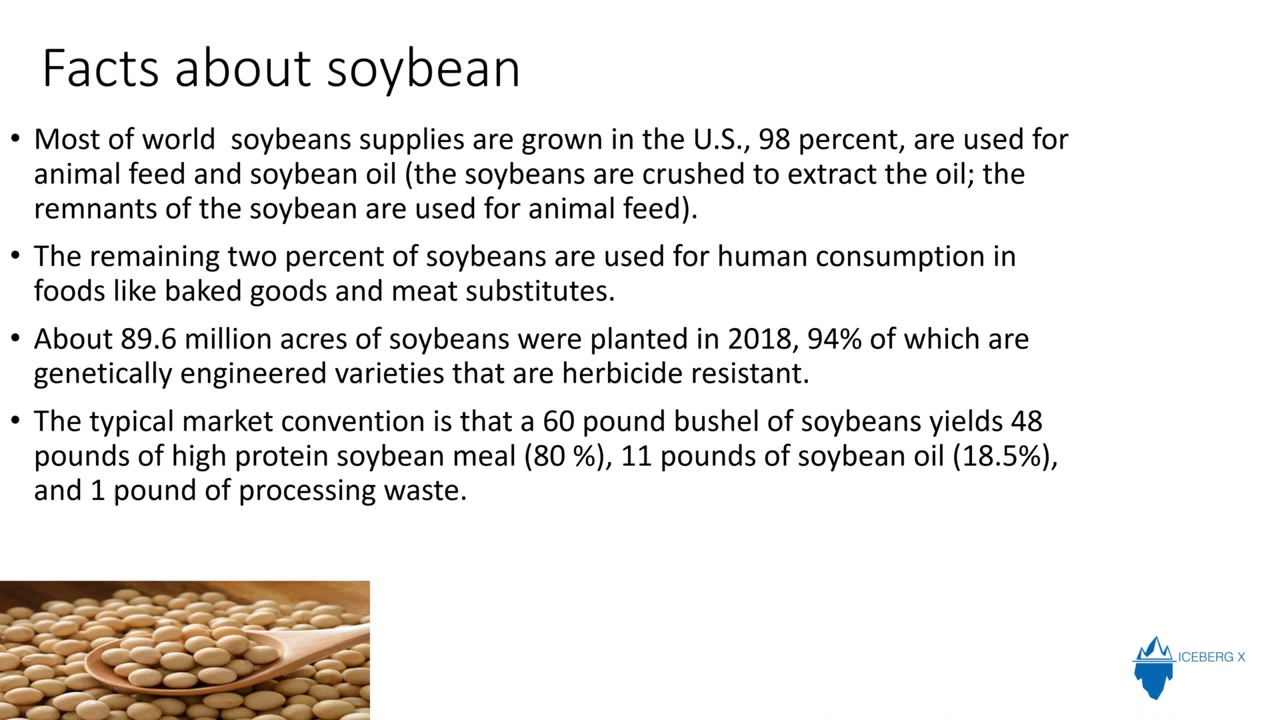 Facts about soybean
• Most of world  soybeans supplies are grown in the U.S., 98 percent, are used for
animal feed and soybean oil (the soybeans are crushed to extract the oil; the
remnants of the soybean are used for animal feed).
• The remaining two percent of soybeans are used for human consumption in
foods like baked goods and meat substitutes.
• About 89.6 million acres of soybeans were planted in 2018, 94% of which are
genetically engineered varieties that are herbicide resistant.
• The typical market convention is that a 60 pound bushel of soybeans yields 48
pounds of high protein soybean meal (80 %), 11 pounds of soybean oil (18.5%),
and 1 pound of processing waste.
ICEBERG X